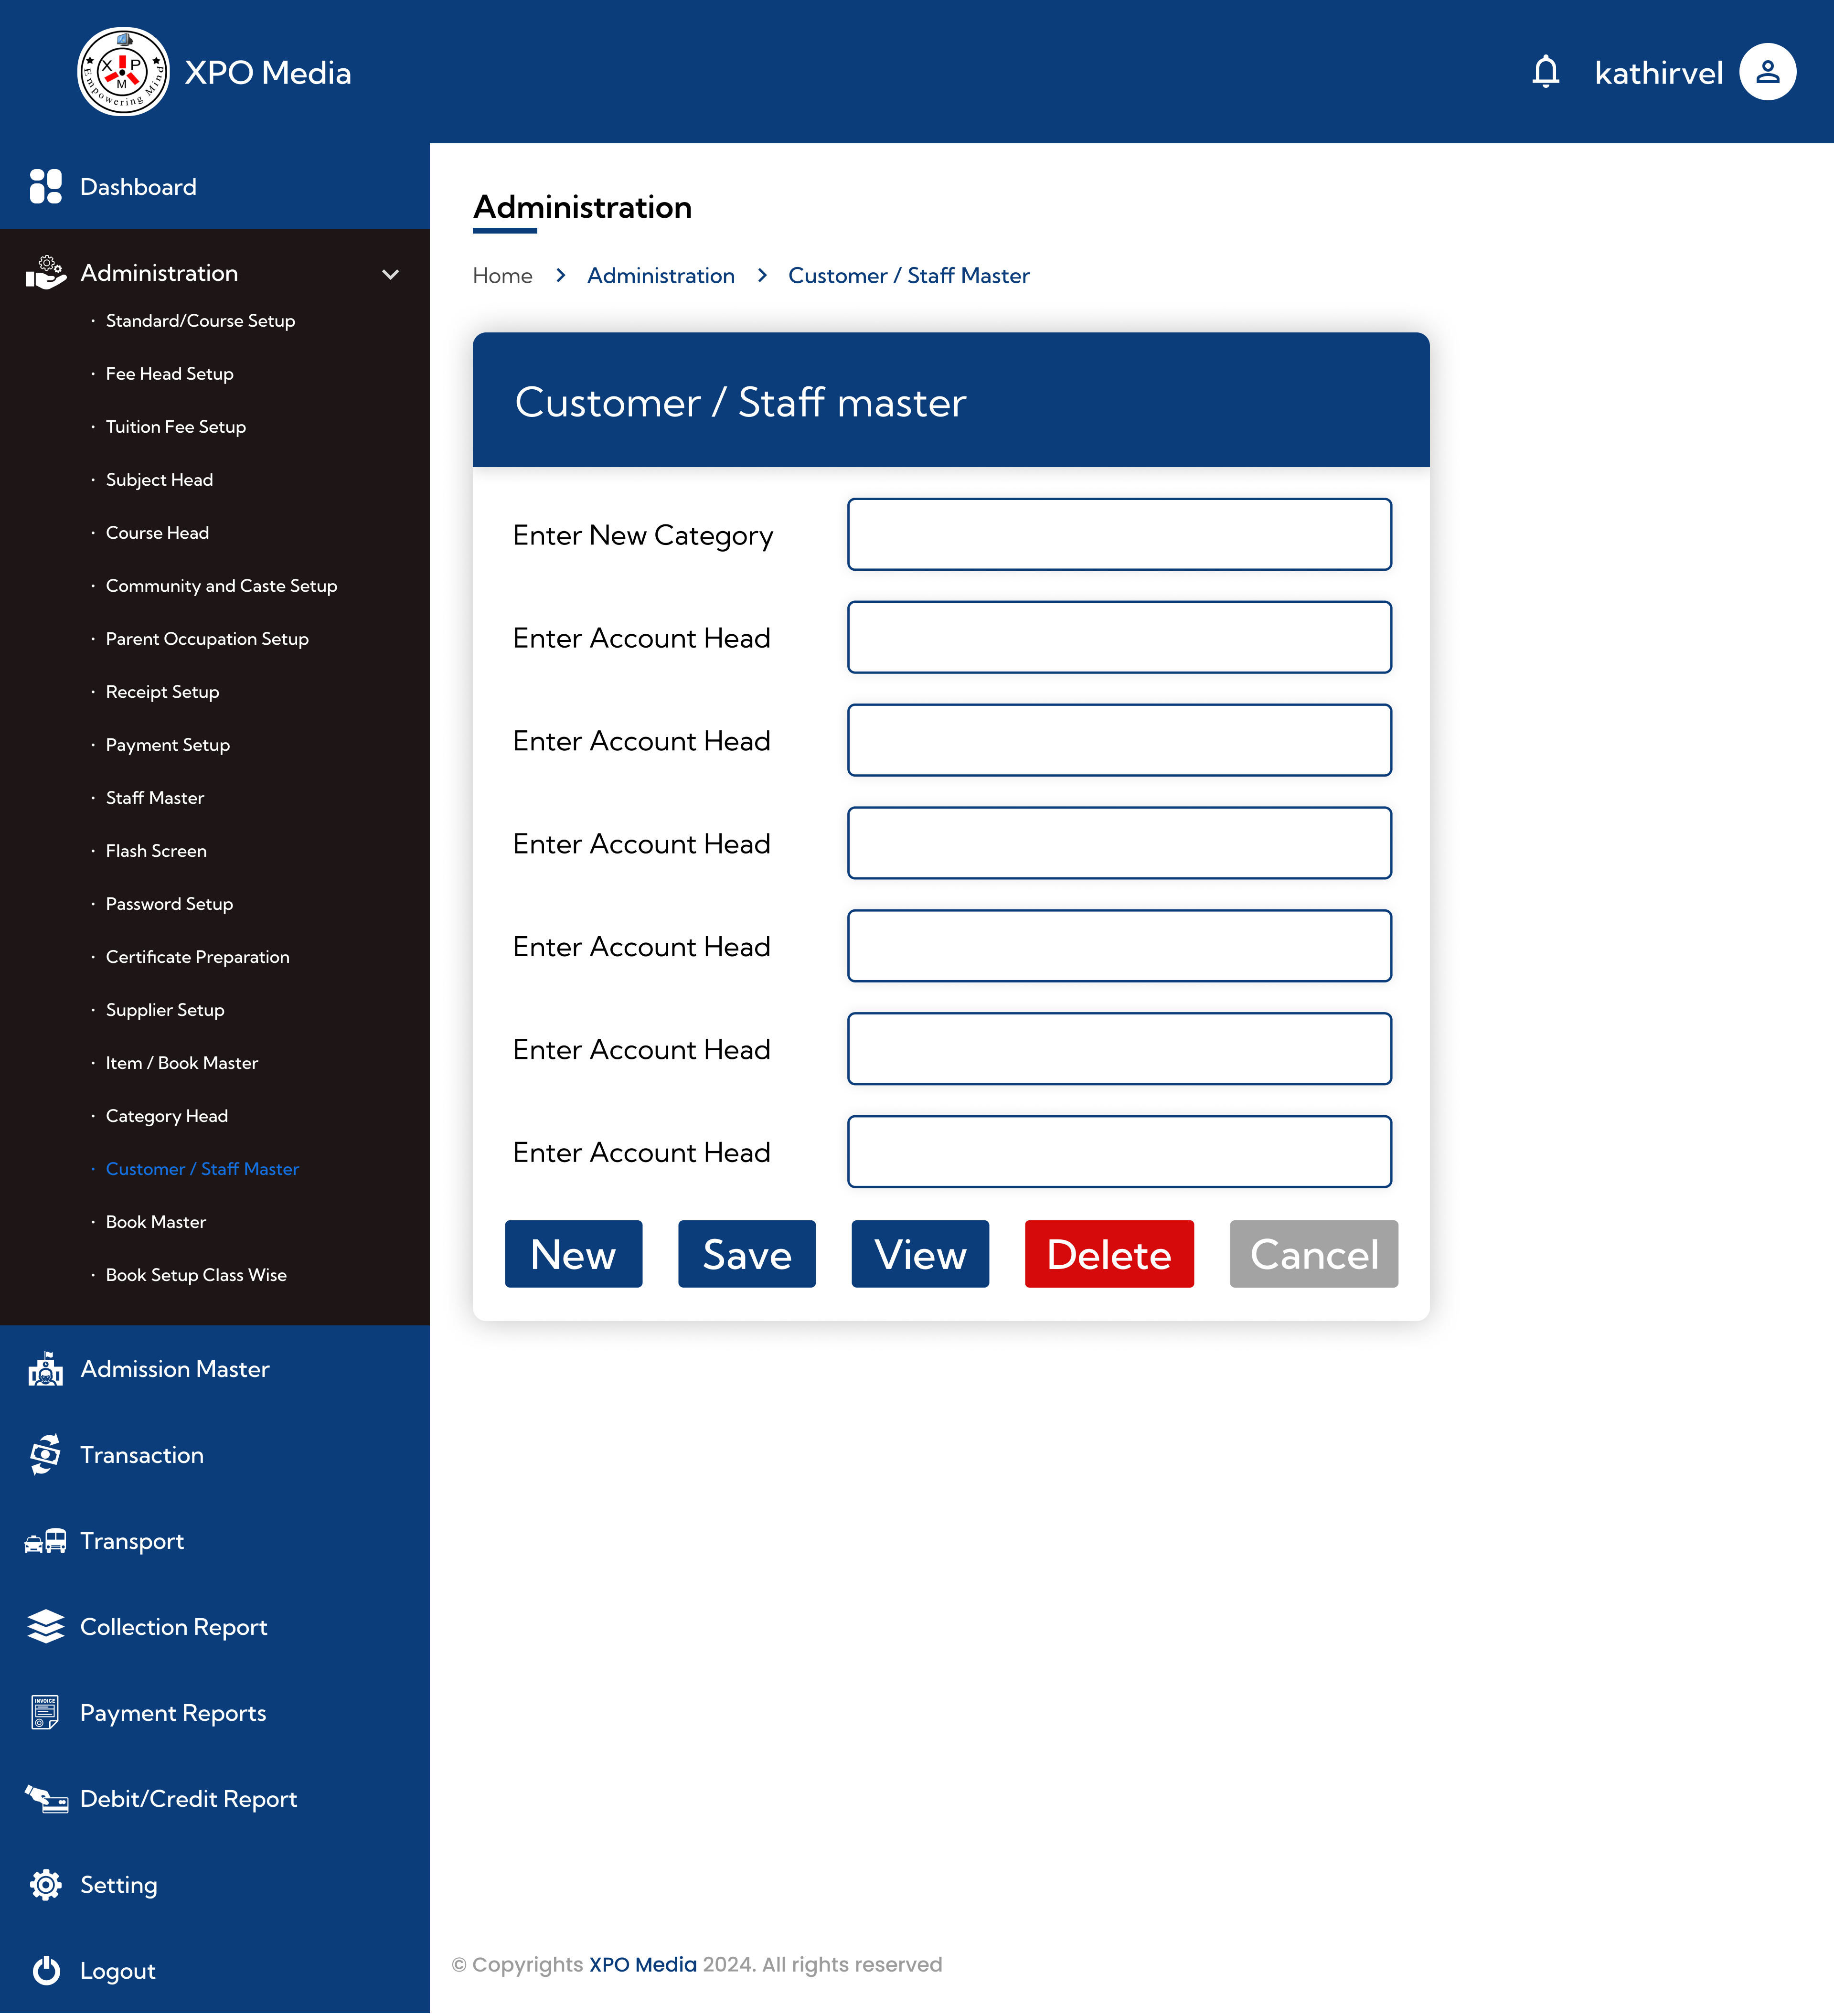 X P
M
Empowering Mind
XPO Media
kathirvel
Dashboard
Administration
· Standard/Course Setup
· Fee Head Setup
· Tuition Fee Setup
· Subject Head
· Course Head
· Community and Caste Setup
· Parent Occupation Setup
· Receipt Setup
· Payment Setup
· Staff Master
· Flash Screen
· Password Setup
· Certificate Preparation
· Supplier Setup
· Item / Book Master
· Category Head
· Customer / Staff Master
· Book Master
· Book Setup Class Wise
Admission Master
Transaction
Transport
Collection Report
INVOICE
Payment Reports
Debit/Credit Report
Setting
Logout
Administration
Home > Administration > Customer / Staff Master
Customer / Staff master
Enter New Category
Enter Account Head
Enter Account Head
Enter Account Head
Enter Account Head
Enter Account Head
Enter Account Head
New Save View Delete Cancel
© Copyrights XPO Media 2024. All rights reserved